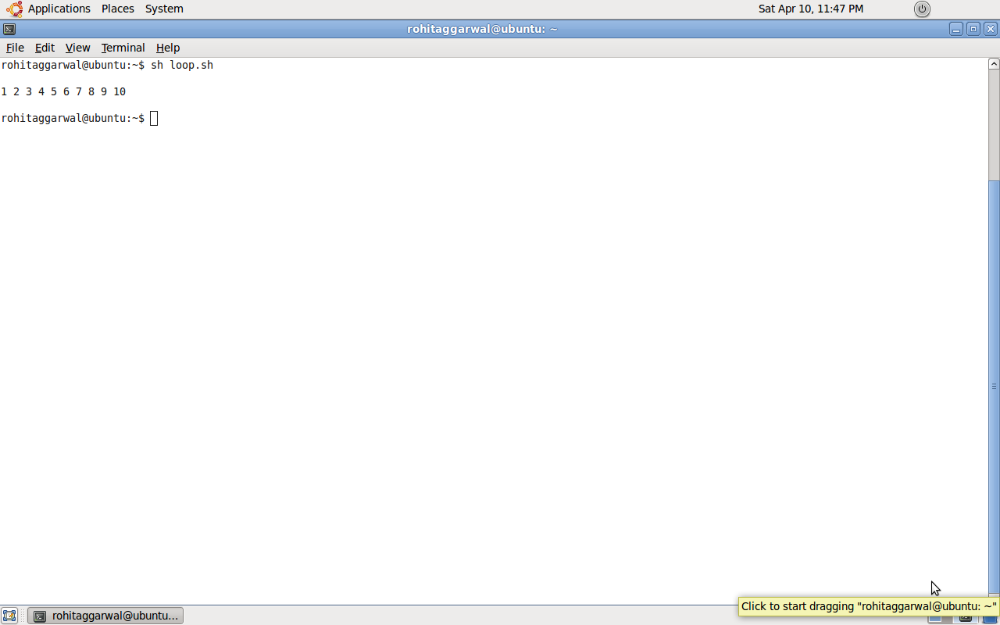 Applications Places System Sat Apr 10, 11:47 PM
rohitaggarwal@ubuntu: ~
File Edit View Terminal Help
rohitaggarwal@ubuntu:~$ sh loop.sh
1 2 3 4 5 6 7 8 9 10
rohitaggarwal@ubuntu:~$
Click to start dragging "rohitaggarwal@ubuntu: ~"
rohitaggarwal@ubuntu...